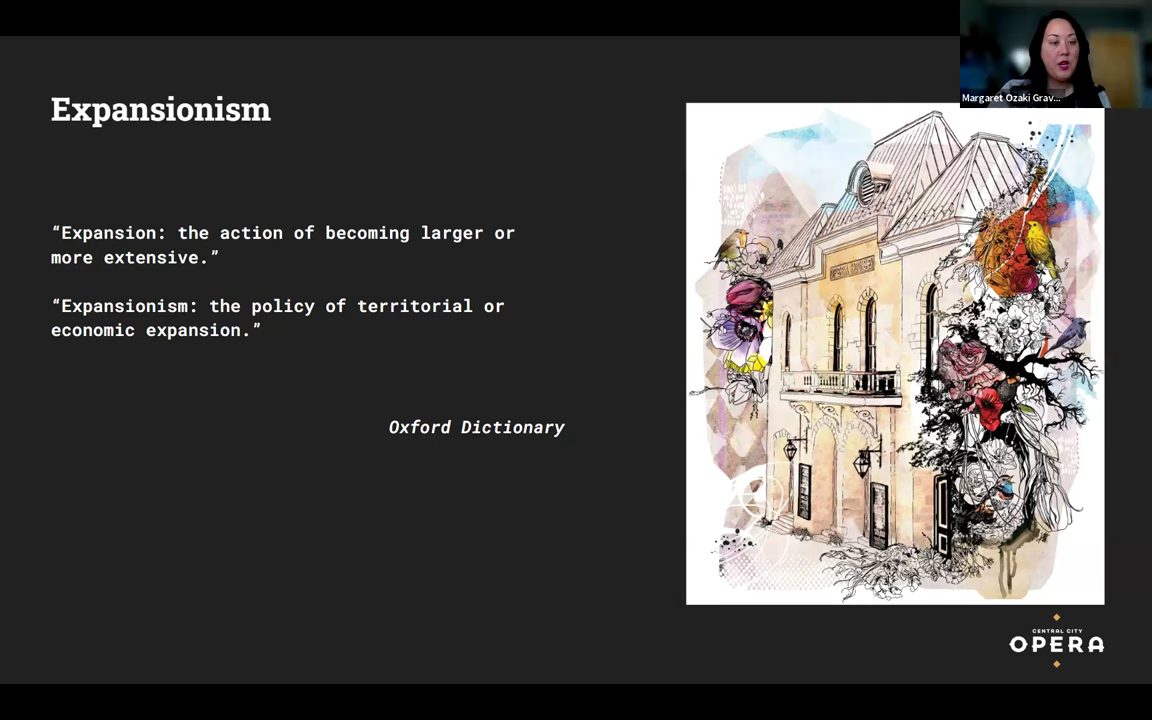 Margaret Ozaki Grav...
Expansionism
“Expansion: the action of becoming larger or
more extensive.”
“Expansionism: the policy of territorial or
economic expansion.”
Oxford Dictionary
CENTRAL CITY
OPERA